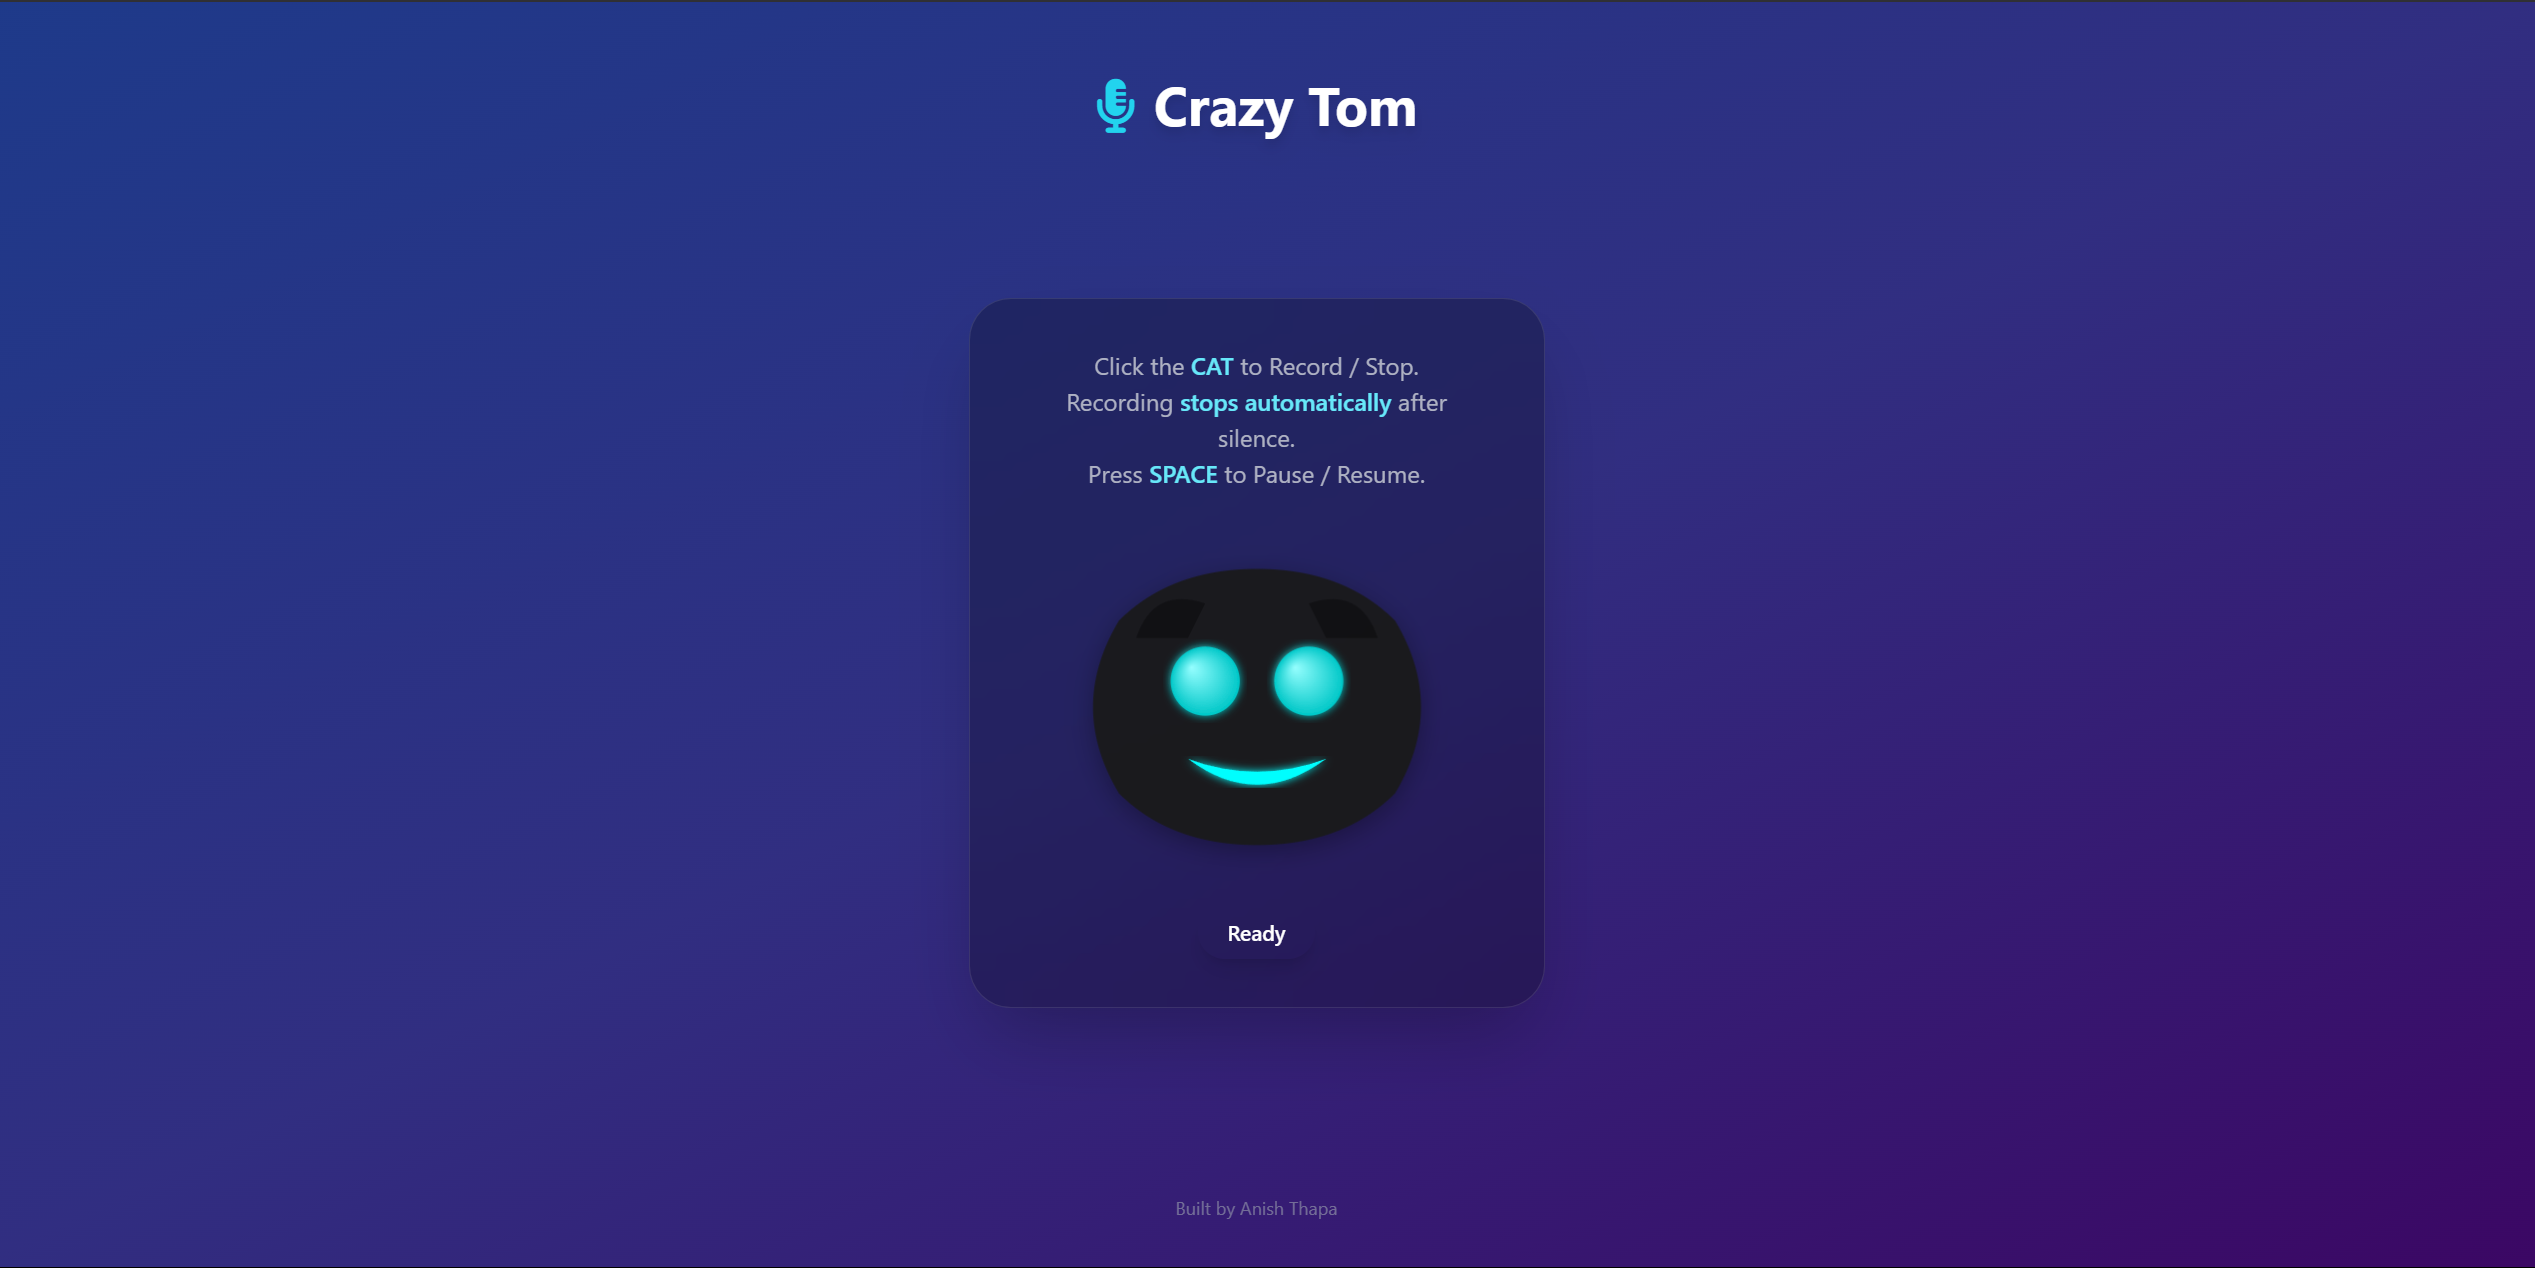 Crazy Tom
Click the CAT to Record / Stop.
Recording stops automatically after
silence.
Press SPACE to Pause / Resume.
Ready
Built by Anish Thapa